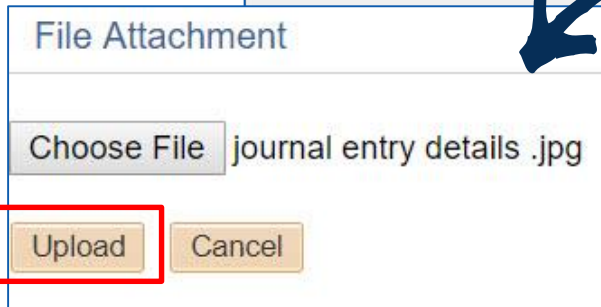 File Attachment
Choose File journal entry details .jpg
Upload Cancel